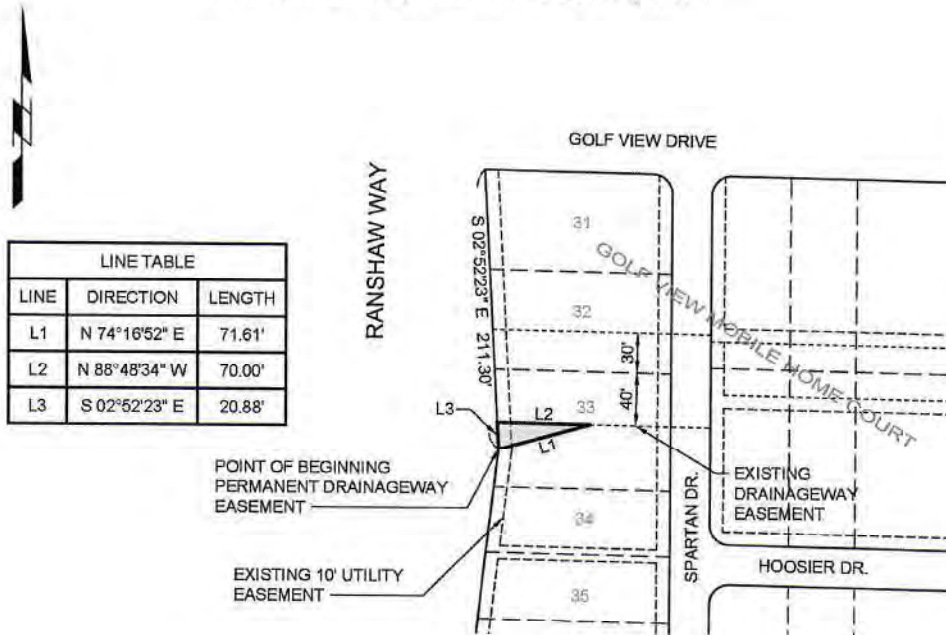 GOLF VIEW DRIVE
RANSHAW WAY
LINE TABLE
LINE DIRECTION LENGTH
L1 N 74°16'52" E 71.61'
L2 N 88°48'34" W 70.00'
L3 S 02°52'23" E 20.88'
S 02°52'23" E 211.30'
31
GOLF VIEW MOBILE HOME COURT
32
30'
40'
33
L3
L2
L1
POINT OF BEGINNING
PERMANENT DRAINAGEWAY
EASEMENT
EXISTING
DRAINAGEWAY
EASEMENT
34
SPARTAN DR.
HOOSIER DR.
EXISTING 10' UTILITY
EASEMENT
35